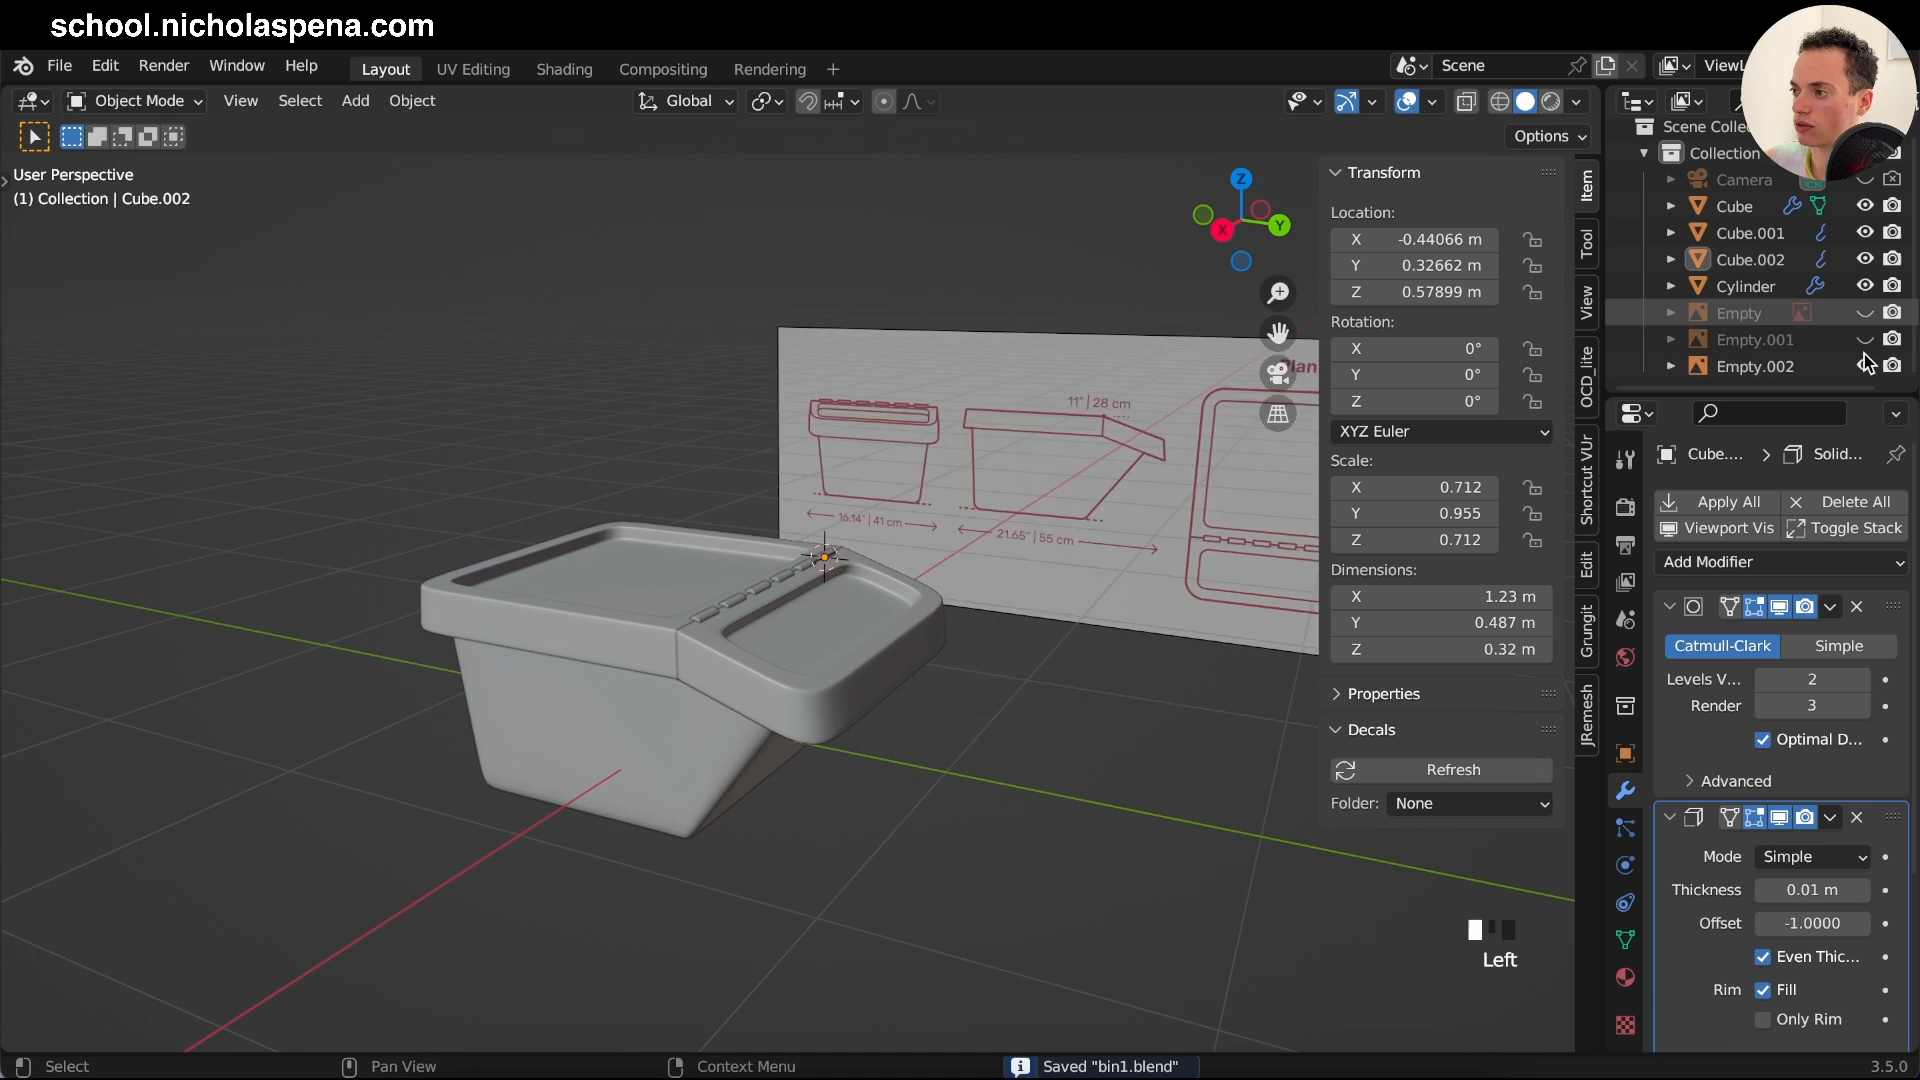 school.nicholaspena.com
File Edit Render Window Help Layout UV Editing Shading Compositing Rendering + Scene
Object Mode View Select Add Object Global
Options
User Perspective
(1) Collection | Cube.002
Z
X
Y
11" | 28 cm
16.14" | 41 cm
21.65" | 55 cm
Transform
Location:
X -0.44066 m
Y 0.32662 m
Z 0.57899 m
Rotation:
X 0°
Y 0°
Z 0°
XYZ Euler
Scale:
X 0.712
Y 0.955
Z 0.712
Dimensions:
X 1.23 m
Y 0.487 m
Z 0.32 m
Properties
Decals
Refresh
Folder: None
Item
Tool
View
OCD_lite
Shortcut VUr
Edit
Grungit
JRemesh
Collection
Camera
Cube
Cube.001
Cube.002
Cylinder
Empty
Empty.001
Empty.002
Cube.... Solid...
Apply All Delete All
Viewport Vis Toggle Stack
Add Modifier
Catmull-Clark Simple
Levels V... 2
Render 3
Optimal D...
Advanced
Mode Simple
Thickness 0.01 m
Offset -1.0000
Even Thic...
Rim Fill
Only Rim
Left
Select Pan View Context Menu Saved "bin1.blend" 3.5.0